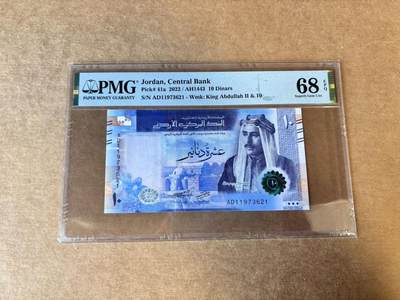 PMG
PAPER MONEY GUARANTY
Jordan, Central Bank
Pick# 41a 2022 / AH1443 10 Dinars
S/N AD11973621 - Wmk: King Abdullah II & 10
68 EPQ
Superb Gem Unc
البنك المركزي الأردني
عشرة دنانير
١٠
AD11973621